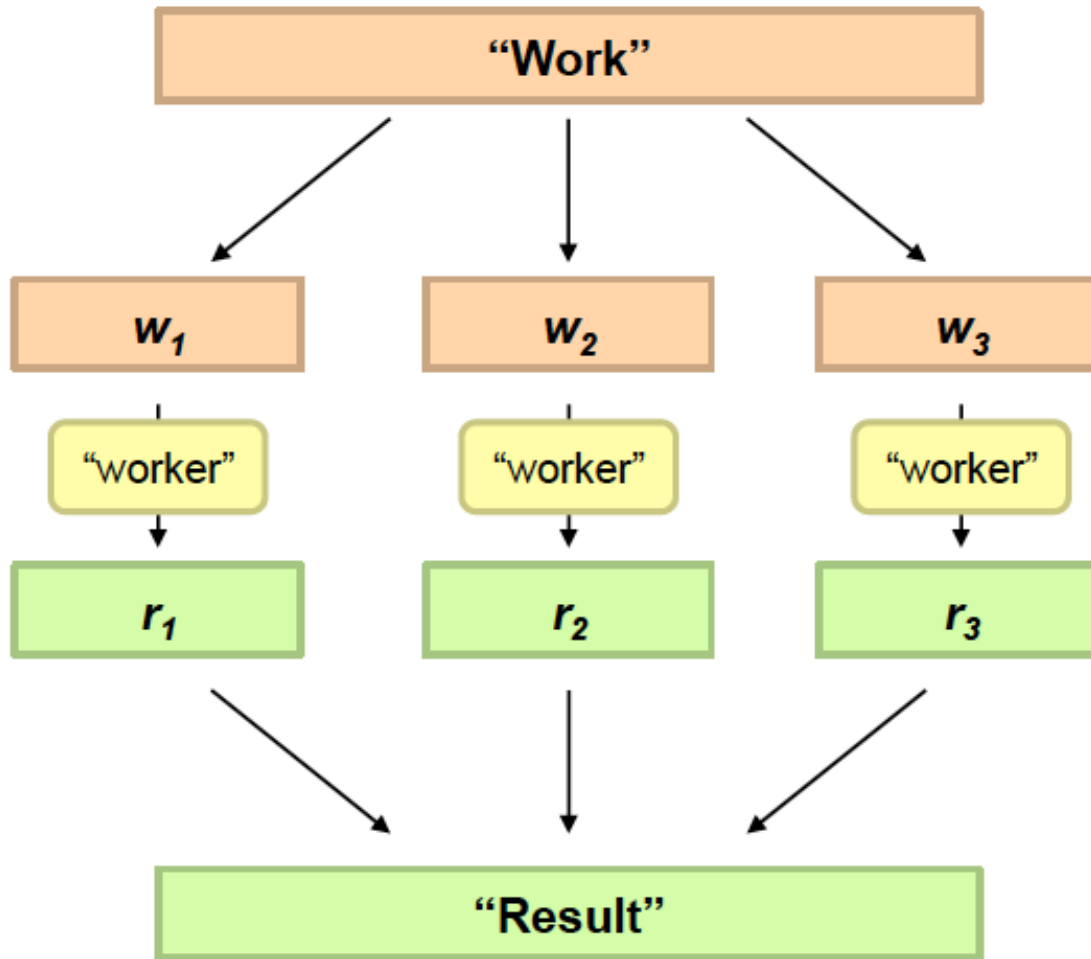 “Work”
w₁ w₂ w₃
“worker” “worker” “worker”
r₁ r₂ r₃
“Result”